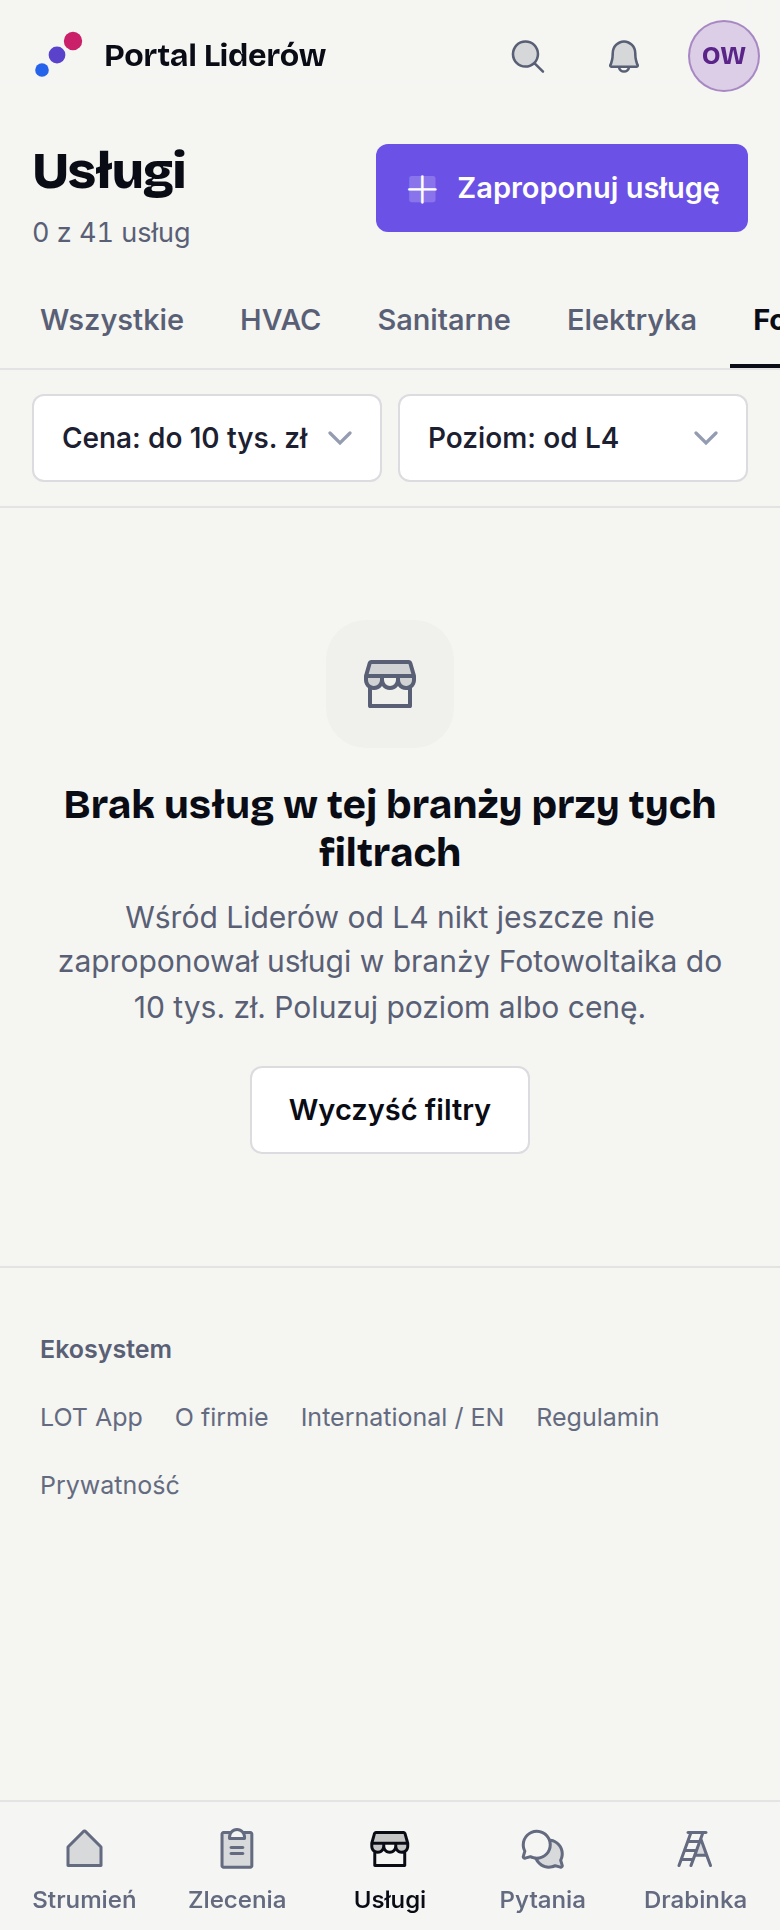 Portal Liderów
OW
Usługi
Zaproponuj usługę
0 z 41 usług
Wszystkie HVAC Sanitarne Elektryka Fo
Cena: do 10 tys. zł Poziom: od L4
Brak usług w tej branży przy tych
filtrach
Wśród Liderów od L4 nikt jeszcze nie
zaproponował usługi w branży Fotowoltaika do
10 tys. zł. Poluzuj poziom albo cenę.
Wyczyść filtry
Ekosystem
LOT App O firmie International / EN Regulamin
Prywatność
Strumień Zlecenia Usługi Pytania Drabinka